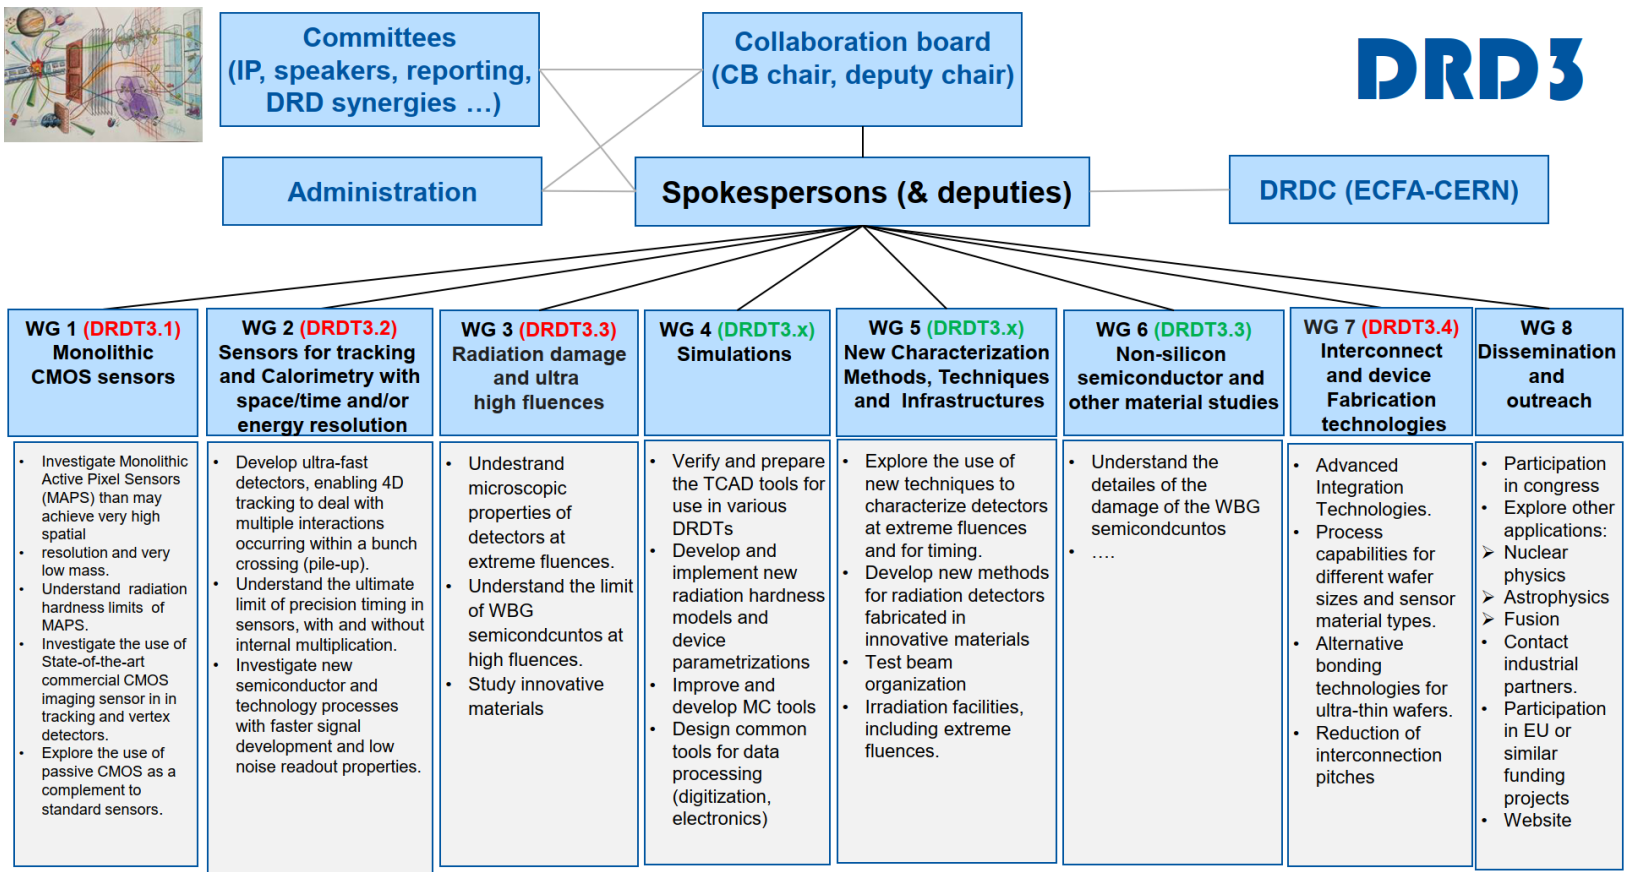 Committees
(IP, speakers, reporting,
DRD synergies …)
Collaboration board
(CB chair, deputy chair)
DRD3
Administration
Spokespersons (& deputies)
DRDC (ECFA-CERN)
WG 1 (DRDT3.1)
Monolithic
CMOS sensors
• Investigate Monolithic
Active Pixel Sensors
(MAPS) than may
achieve very high
spatial
• resolution and very
low mass.
• Understand radiation
hardness limits of
MAPS.
• Investigate the use of
State-of-the-art
commercial CMOS
imaging sensor in in
tracking and vertex
detectors.
• Explore the use of
passive CMOS as a
complement to
standard sensors.
WG 2 (DRDT3.2)
Sensors for tracking
and Calorimetry with
space/time and/or
energy resolution
• Develop ultra-fast
detectors, enabling 4D
tracking to deal with
multiple interactions
occurring within a bunch
crossing (pile-up).
• Understand the ultimate
limit of precision timing in
sensors, with and without
internal multiplication.
• Investigate new
semiconductor and
technology processes
with faster signal
development and low
noise readout properties.
WG 3 (DRDT3.3)
Radiation damage
and ultra
high fluences
• Undestrand
microscopic
properties of
detectors at
extreme fluences.
• Understand the limit
of WBG
semicondcuntos at
high fluences.
• Study innovative
materials
WG 4 (DRDT3.x)
Simulations
• Verify and prepare
the TCAD tools for
use in various
DRDTs
• Develop and
implement new
radiation hardness
models and
device
parametrizations
• Improve and
develop MC tools
• Design common
tools for data
processing
(digitization,
electronics)
WG 5 (DRDT3.x)
New Characterization
Methods, Techniques
and Infrastructures
• Explore the use of
new techniques to
characterize detectors
at extreme fluences
and for timing.
• Develop new methods
for radiation detectors
fabricated in
innovative materials
• Test beam
organization
• Irradiation facilities,
including extreme
fluences.
WG 6 (DRDT3.3)
Non-silicon
semiconductor and
other material studies
• Understand the
detailes of the
damage of the WBG
semicondcuntos
• ….
WG 7 (DRDT3.4)
Interconnect
and device
Fabrication
technologies
• Advanced
Integration
Technologies.
• Process
capabilities for
different wafer
sizes and sensor
material types.
• Alternative
bonding
technologies for
ultra-thin wafers.
• Reduction of
interconnection
pitches
WG 8
Dissemination
and
outreach
• Participation
in congress
• Explore other
applications:
➢ Nuclear
physics
➢ Astrophysics
➢ Fusion
• Contact
industrial
partners.
• Participation
in EU or
similar
funding
projects
• Website